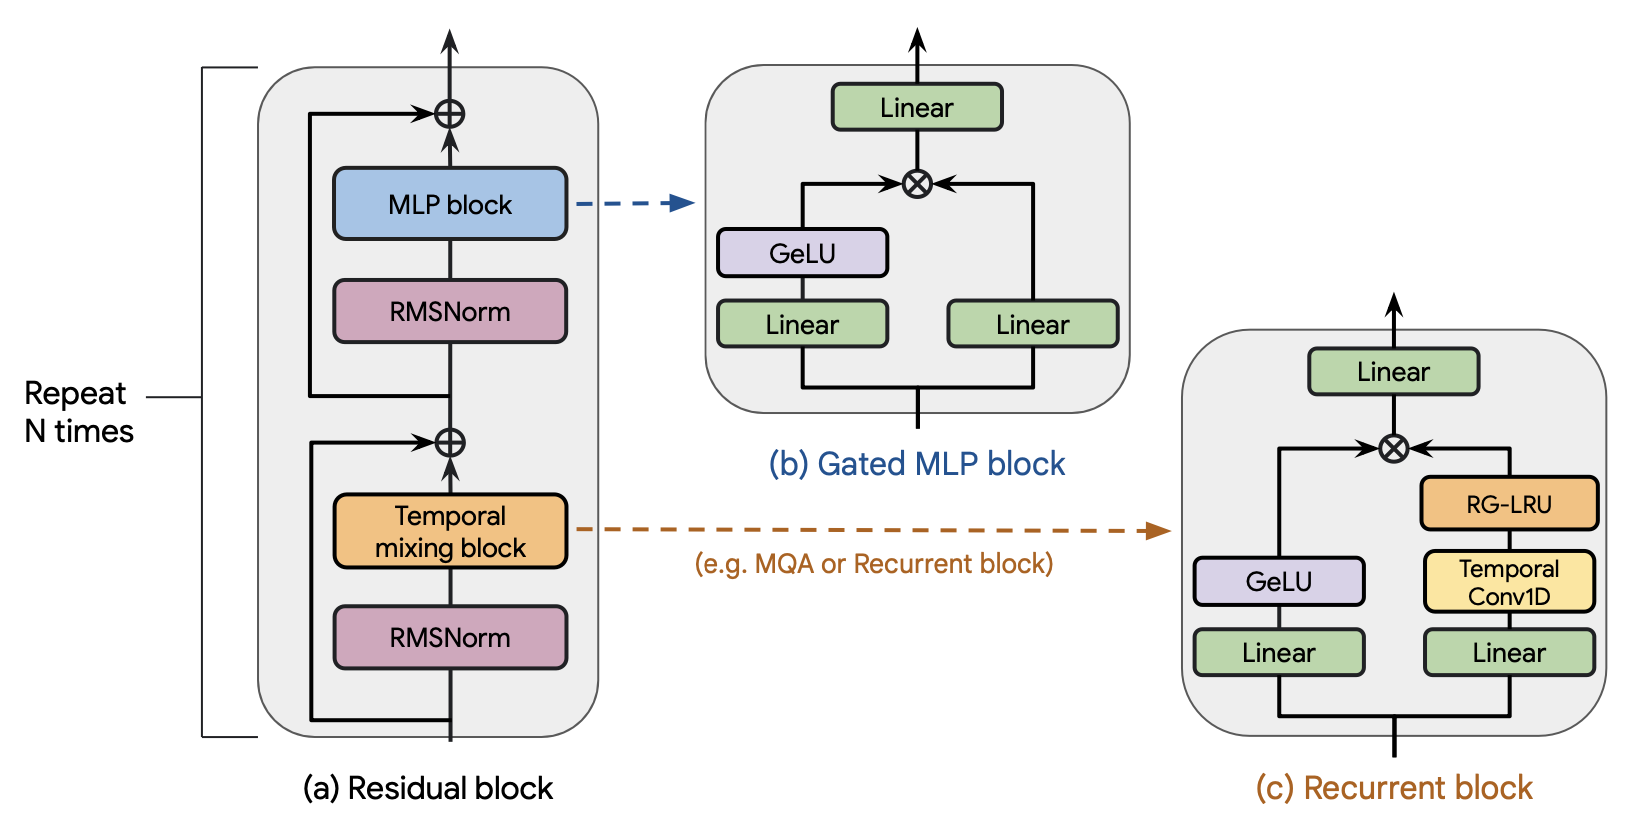 Repeat
N times
MLP block
RMSNorm
Temporal
mixing block
RMSNorm
(a) Residual block
Linear
GeLU
Linear
Linear
(b) Gated MLP block
(e.g. MQA or Recurrent block)
Linear
RG-LRU
GeLU
Temporal
Conv1D
Linear
Linear
(c) Recurrent block